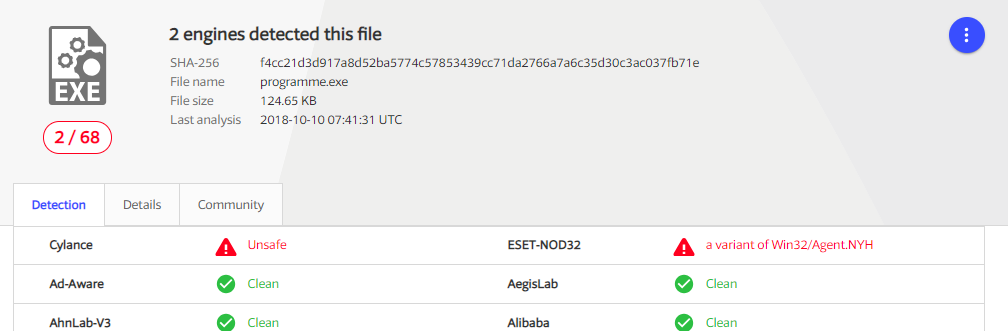 2 engines detected this file
SHA-256 f4cc21d3d917a8d52ba5774c57853439cc71da2766a7a6c35d30c3ac037fb71e
File name programme.exe
File size 124.65 KB
Last analysis 2018-10-10 07:41:31 UTC
EXE
2 / 68
Detection Details Community
Cylance Unsafe ESET-NOD32 a variant of Win32/Agent.NYH
Ad-Aware Clean AegisLab Clean
AhnLab-V3 Clean Alibaba Clean